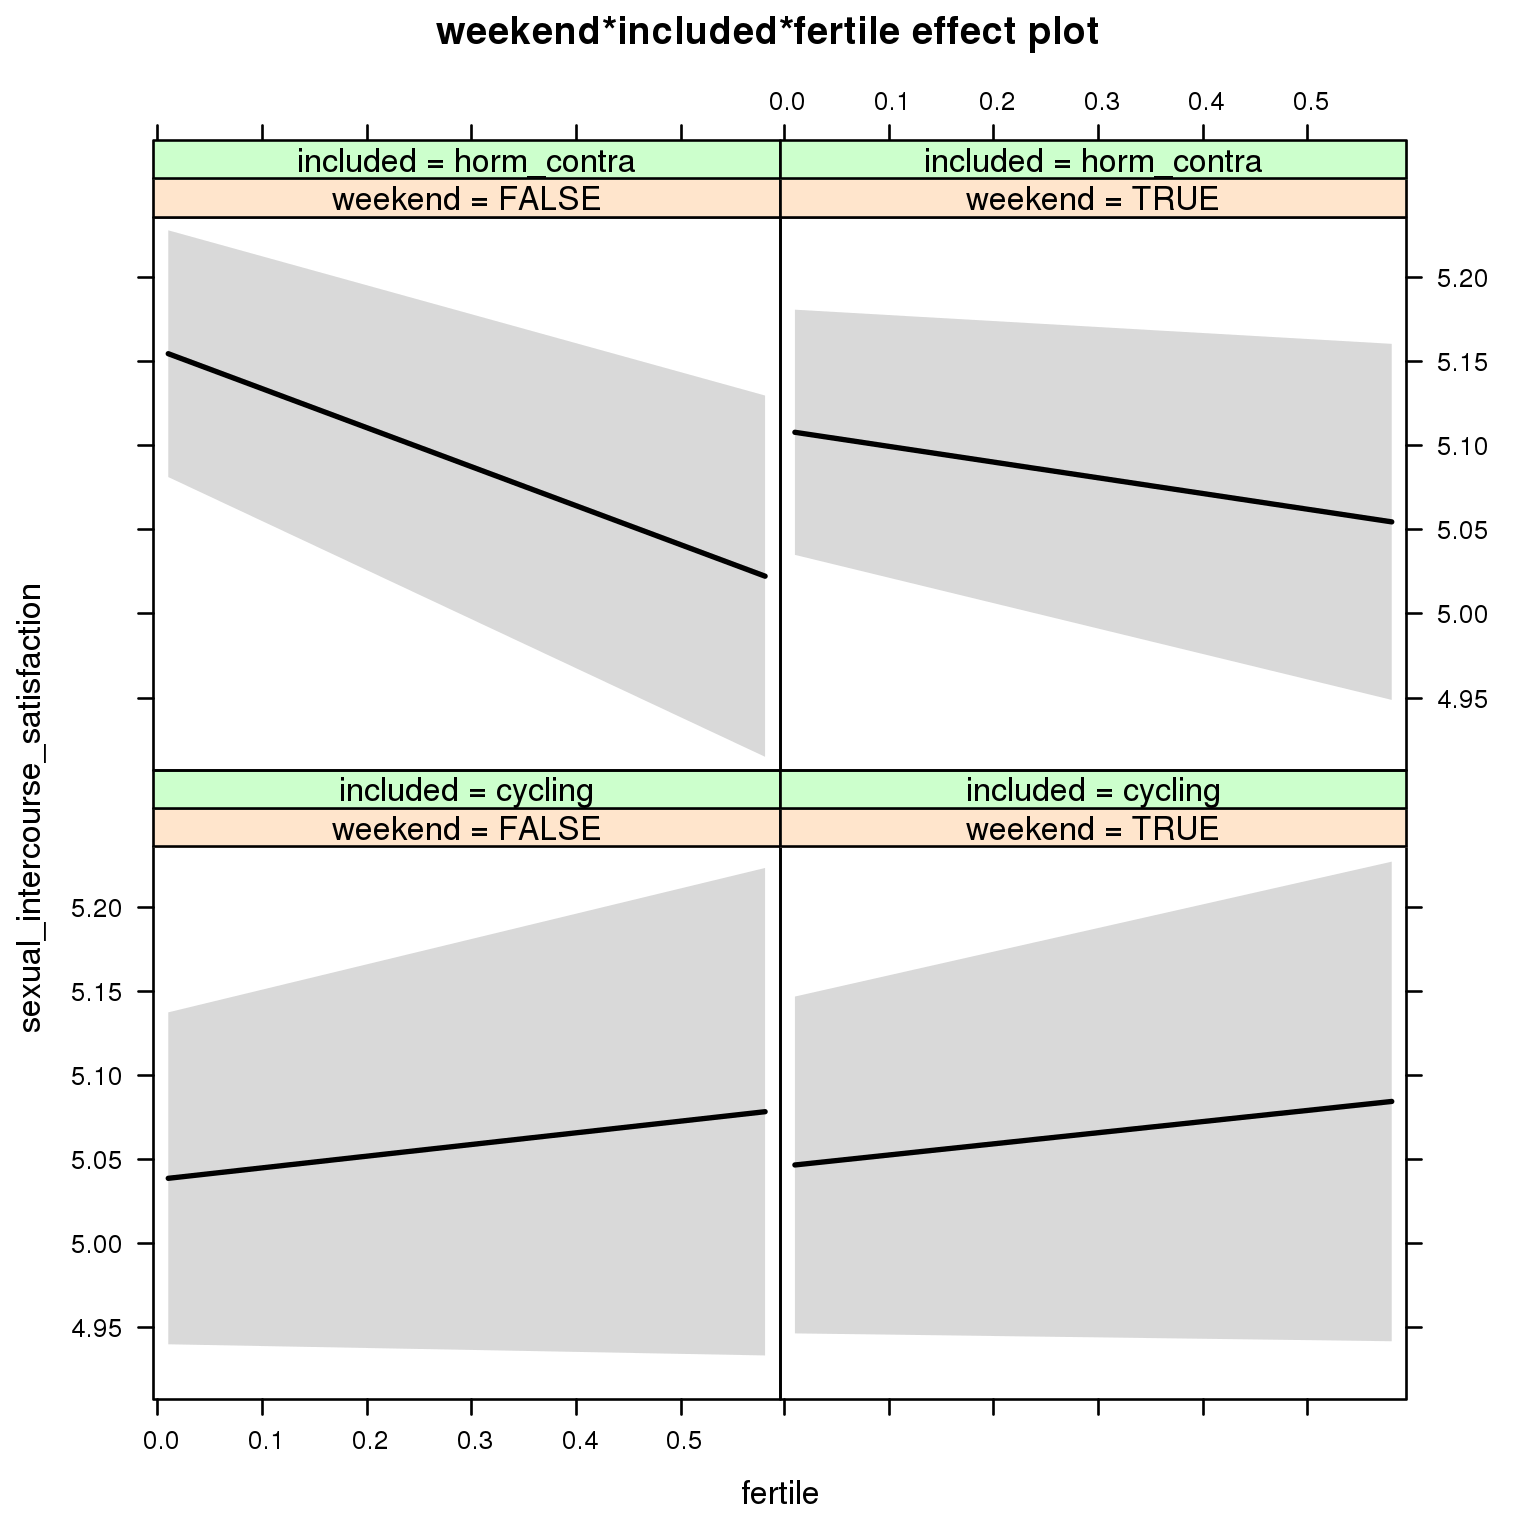 weekend*included*fertile effect plot
0.0 0.1 0.2 0.3 0.4 0.5
included = horm_contra
included = horm_contra
weekend = FALSE
weekend = TRUE
5.20
5.15
5.10
5.05
5.00
4.95
sexual_intercourse_satisfaction
included = cycling
included = cycling
weekend = FALSE
weekend = TRUE
5.20
5.15
5.10
5.05
5.00
4.95
0.0 0.1 0.2 0.3 0.4 0.5
fertile